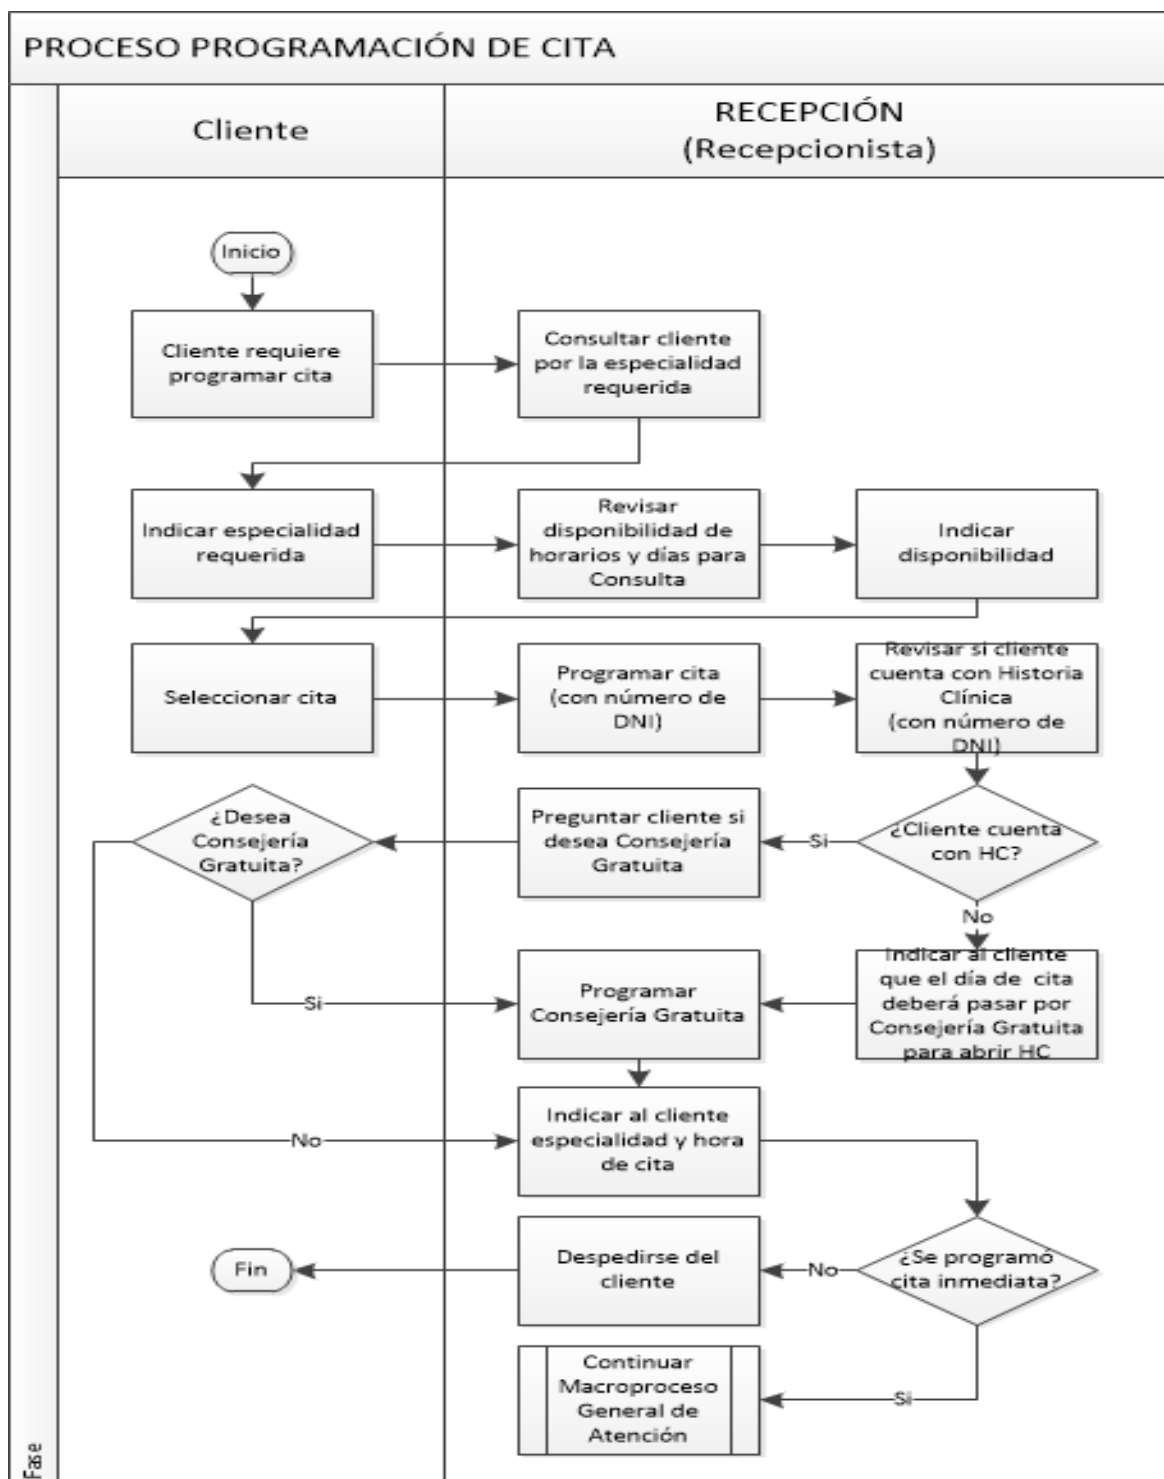 PROCESO PROGRAMACIÓN DE CITA
Cliente
RECEPCIÓN
(Recepcionista)
Inicio
Cliente requiere
programar cita
Consultar cliente
por la especialidad
requerida
Indicar especialidad
requerida
Revisar
disponibilidad de
horarios y días para
Consulta
Indicar
disponibilidad
Seleccionar cita
Programar cita
(con número de
DNI)
Revisar si cliente
cuenta con Historia
Clínica
(con número de
DNI)
¿Desea
Consejería
Gratuita?
Preguntar cliente si
desea Consejería
Gratuita
Si
¿Cliente cuenta
con HC?
No
Si
Programar
Consejería Gratuita
Indicar al cliente
que el día de cita
deberá pasar por
Consejería Gratuita
para abrir HC
No
Indicar al cliente
especialidad y hora
de cita
Fin
Despedirse del
cliente
No
¿Se programó
cita inmediata?
Continuar
Macroproceso
General de
Atención
Si
Fase